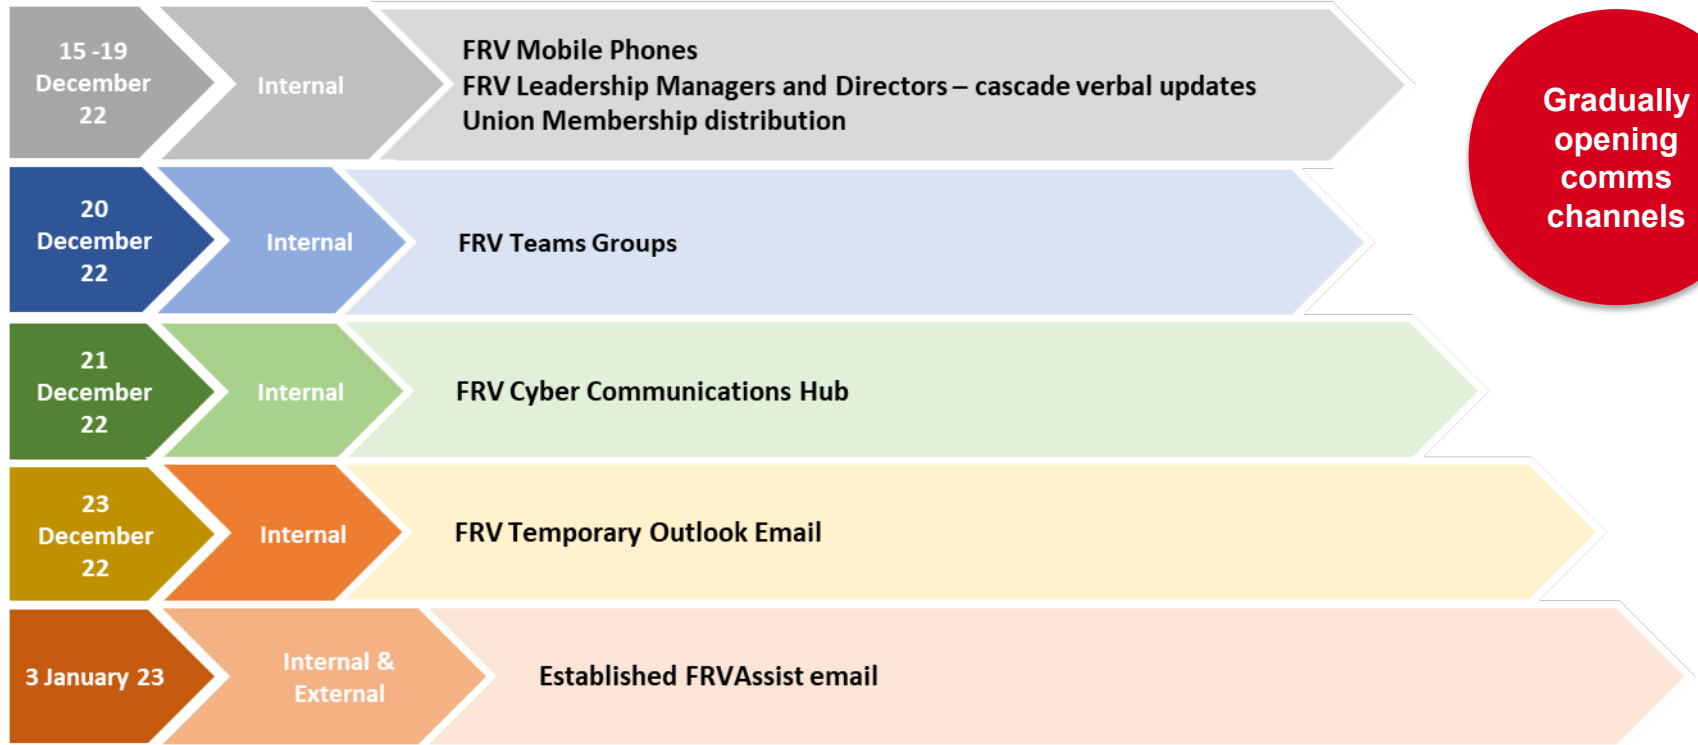 15 -19
December
22
Internal
FRV Mobile Phones
FRV Leadership Managers and Directors – cascade verbal updates
Union Membership distribution
Gradually
opening
comms
channels
20
December
22
Internal
FRV Teams Groups
21
December
22
Internal
FRV Cyber Communications Hub
23
December
22
Internal
FRV Temporary Outlook Email
3 January 23
Internal &
External
Established FRVAssist email